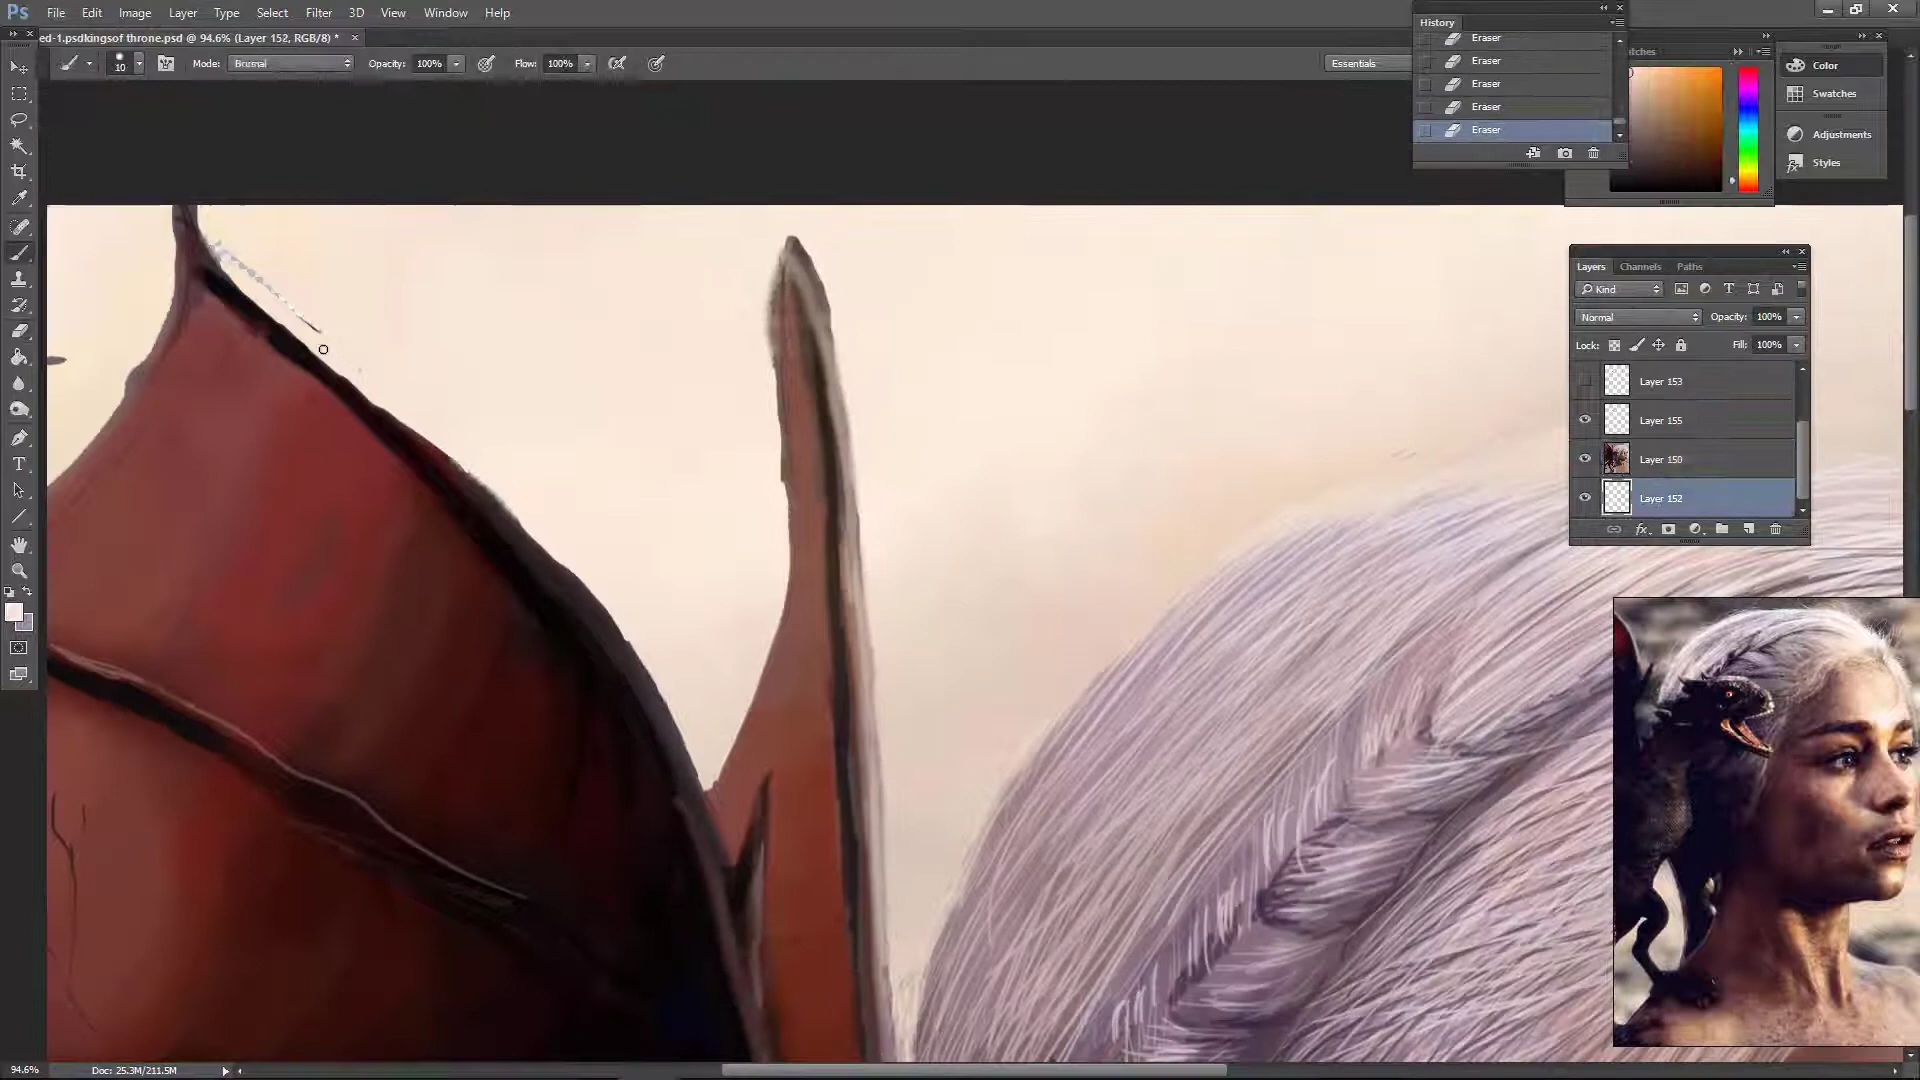 Ps File Edit Image Layer Type Select Filter 3D View Window Help
ed-1.psdkingsof throne.psd @ 94.6% (Layer 152, RGB/8) * ×
10 Mode: Opacity: 100% Flow: 100% Essentials
History
Eraser
Eraser
Eraser
Eraser
Eraser
Color
Swatches
Adjustments
Styles
Layers Channels Paths
Kind
Normal Opacity: 100%
Lock: Fill: 100%
Layer 153
Layer 155
Layer 150
Layer 152
94.6% Doc: 25.3M/211.5M